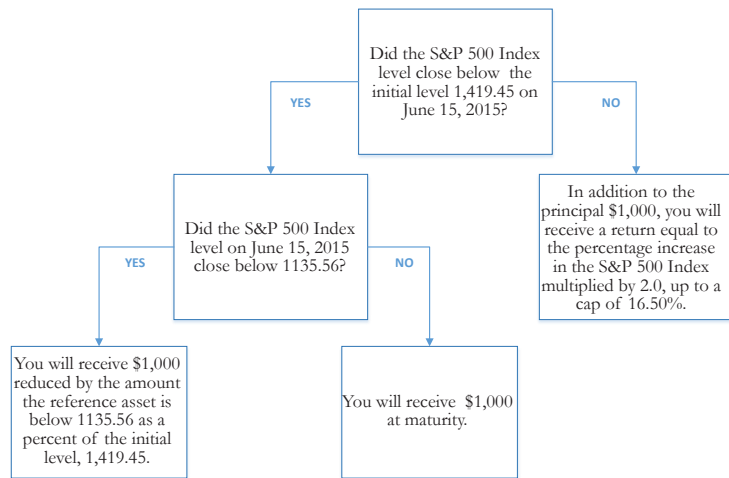 Did the S&P 500 Index
level close below the
initial level 1,419.45 on
June 15, 2015?
YES
NO
Did the S&P 500 Index
level on June 15, 2015
close below 1135.56?
In addition to the
principal $1,000, you will
receive a return equal to
the percentage increase
in the S&P 500 Index
multiplied by 2.0, up to a
cap of 16.50%.
YES
NO
You will receive $1,000
reduced by the amount
the reference asset is
below 1135.56 as a
percent of the initial
level, 1,419.45.
You will receive $1,000
at maturity.